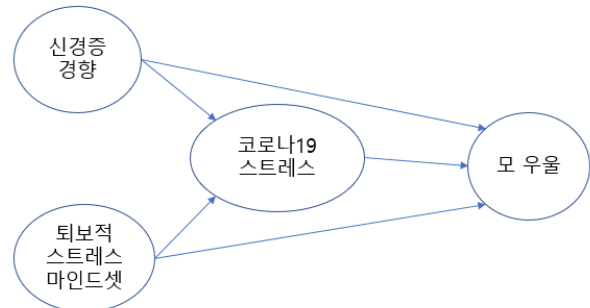 신경증
경향
코로나19
스트레스
모 우울
퇴보적
스트레스
마인드셋